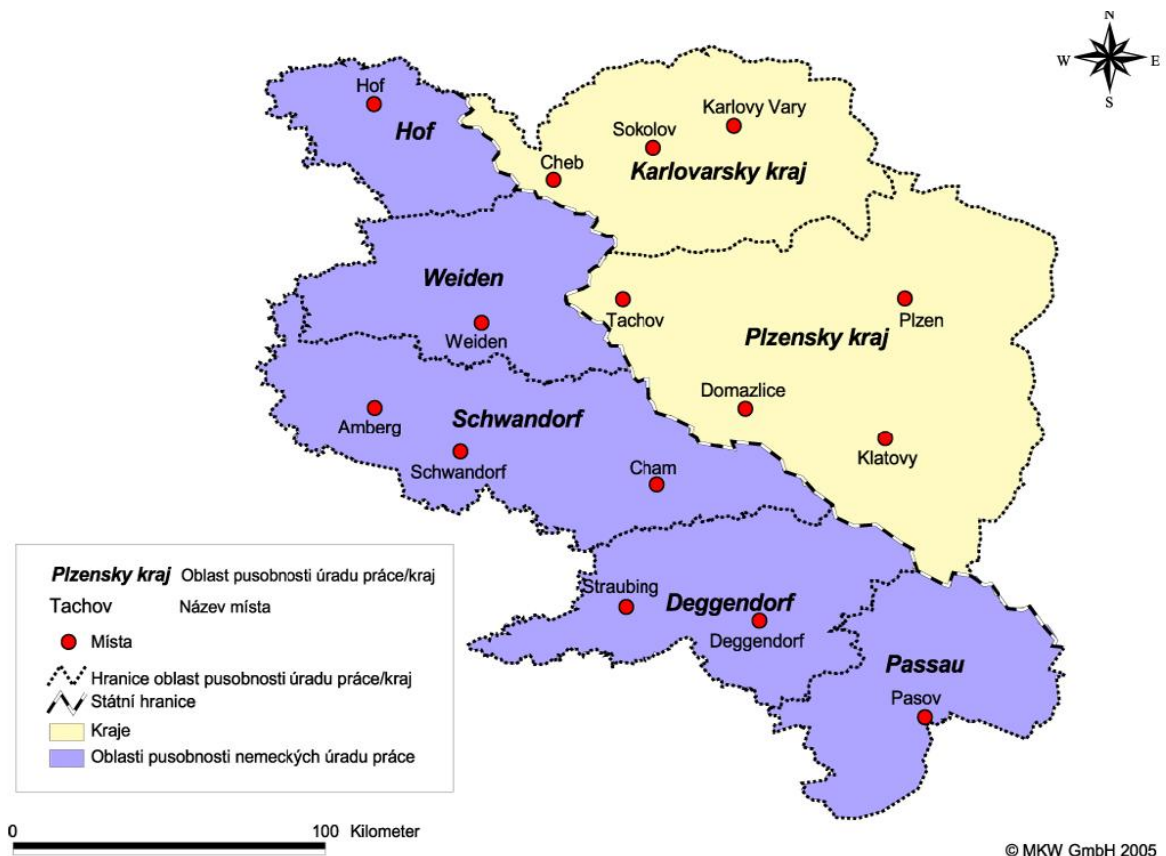 N
W E
S
Hof
Hof
Karlovy Vary
Sokolov
Cheb
Karlovarsky kraj
Weiden
Weiden
Tachov
Plzen
Plzensky kraj
Domazlice
Klatovy
Amberg
Schwandorf
Schwandorf
Cham
Straubing
Deggendorf
Deggendorf
Passau
Pasov
Plzensky kraj Oblast pusobnosti úradu práce/kraj
Tachov Název místa
Místa
Hranice oblast pusobnosti úradu práce/kraj
Státní hranice
Kraje
Oblasti pusobnosti nemeckých úradu práce
0 100 Kilometer
© MKW GmbH 2005